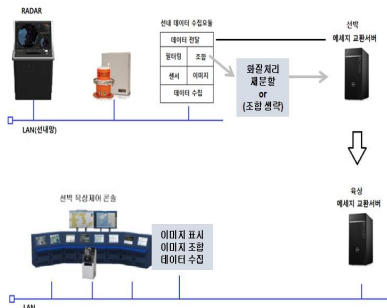 RADAR
선내 데이터 수집모듈
데이터 전달
필터링 조합
센서 이미지
데이터 수집
화질처리
재분할
or
(조합 생략)
선박
메세지 교환서버
LAN(선내망)
선박 육상제어 콘솔
이미지 표시
이미지 조합
데이터 수집
육상
메세지 교환서버
LAN